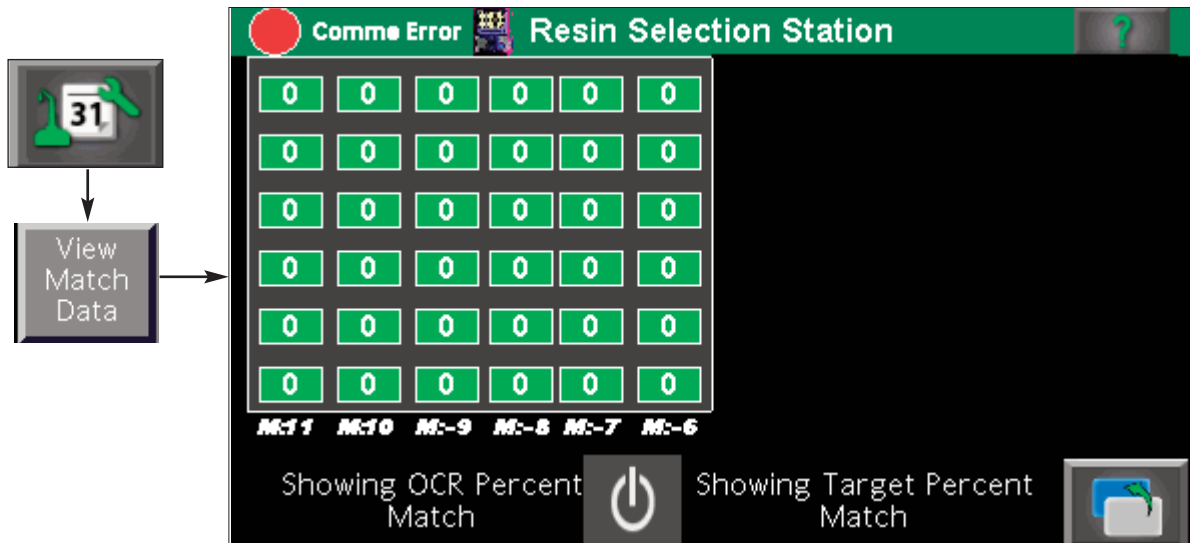 Comms Error
Resin Selection Station
?
31
View
Match
Data
0 0 0 0 0 0
0 0 0 0 0 0
0 0 0 0 0 0
0 0 0 0 0 0
0 0 0 0 0 0
0 0 0 0 0 0
M:11 M:10 M:-9 M:-8 M:-7 M:-6
Showing OCR Percent
Match
Showing Target Percent
Match